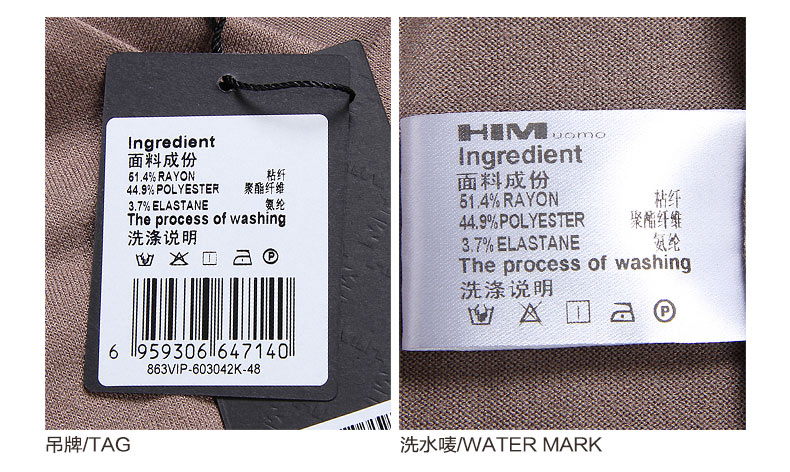 Ingredient
面料成份
51.4% RAYON 粘纤
44.9% POLYESTER 聚酯纤维
3.7% ELASTANE 氨纶
The process of washing
洗涤说明
P
6 959306 647140
863VIP-603042K-48
吊牌/TAG
HIM uomo
Ingredient
面料成份
51.4% RAYON 粘纤
44.9% POLYESTER 聚酯纤维
3.7% ELASTANE 氨纶
The process of washing
洗涤说明
P
洗水唛/WATER MARK